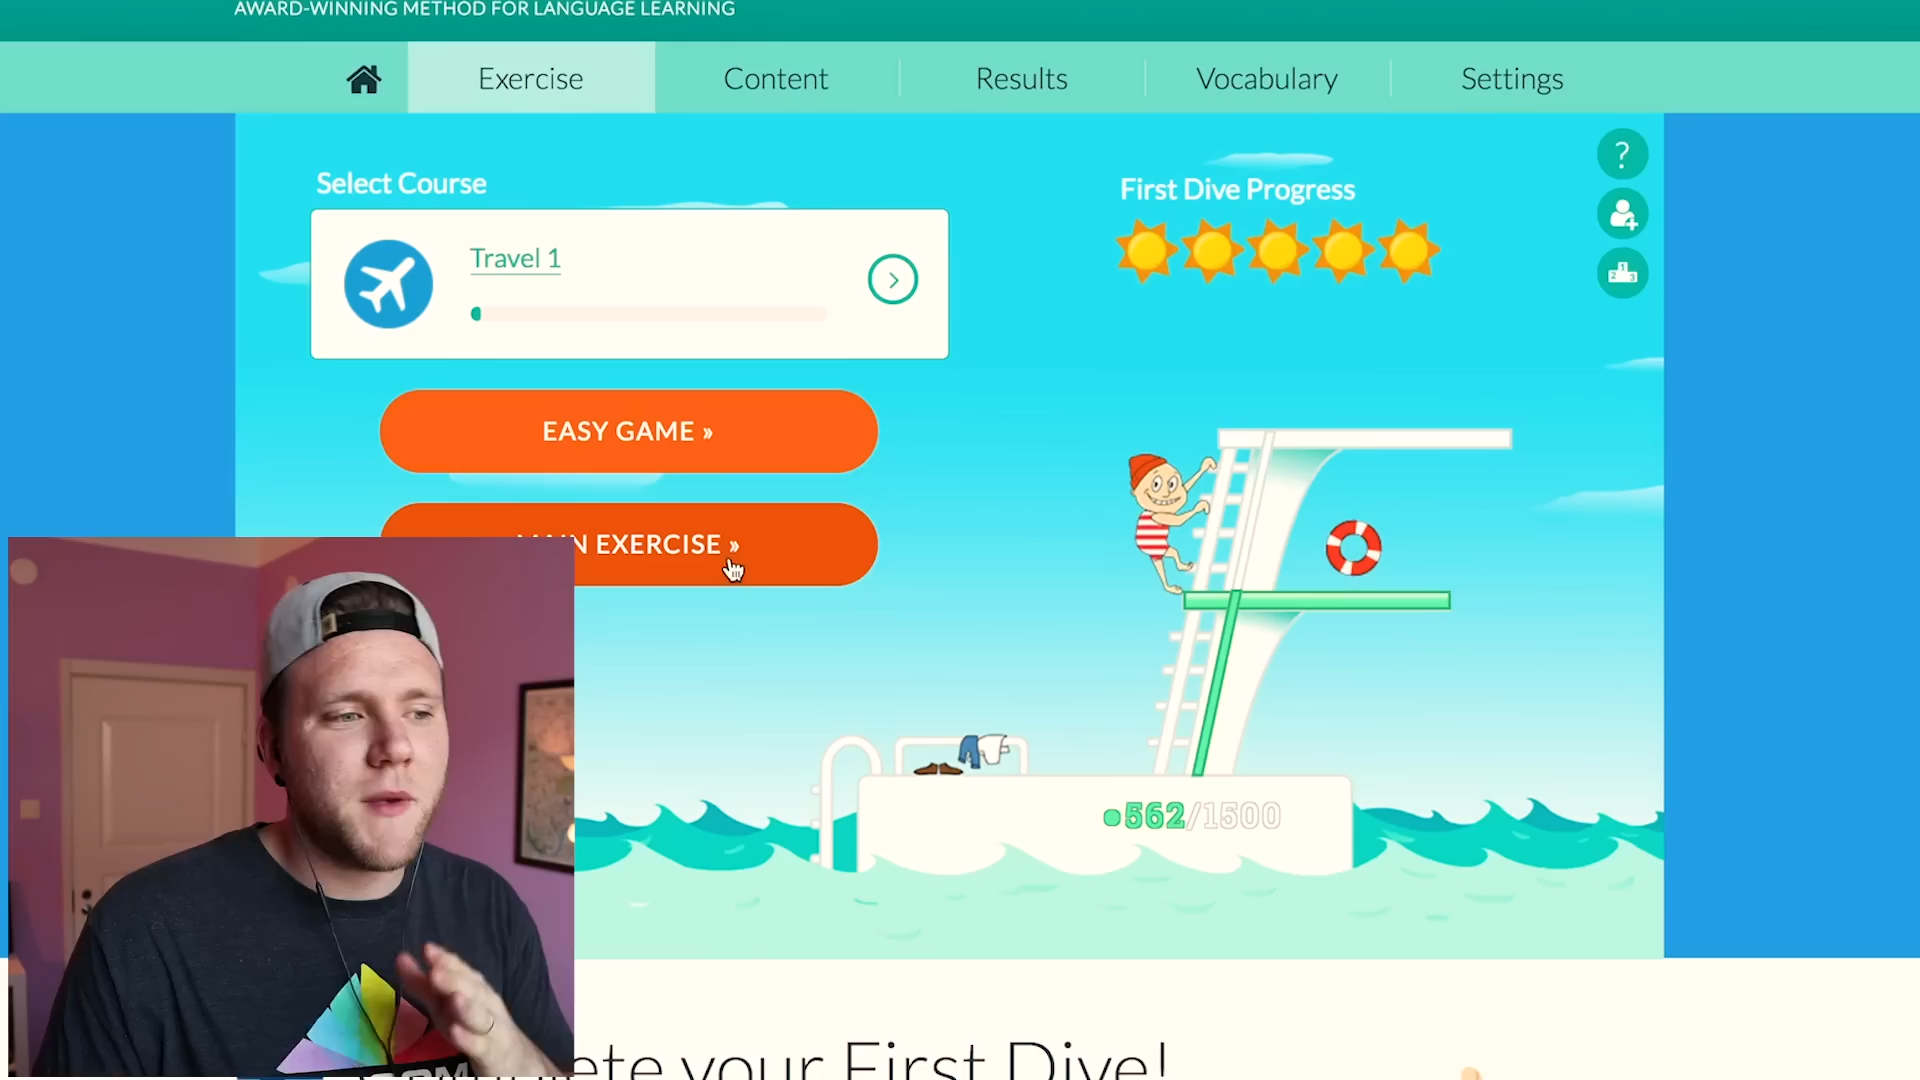 AWARD-WINNING METHOD FOR LANGUAGE LEARNING
Exercise
Content
Results
Vocabulary
Settings
Select Course
First Dive Progress
?
Travel 1
EASY GAME »
EXERCISE »
562/1500
your First Dive!